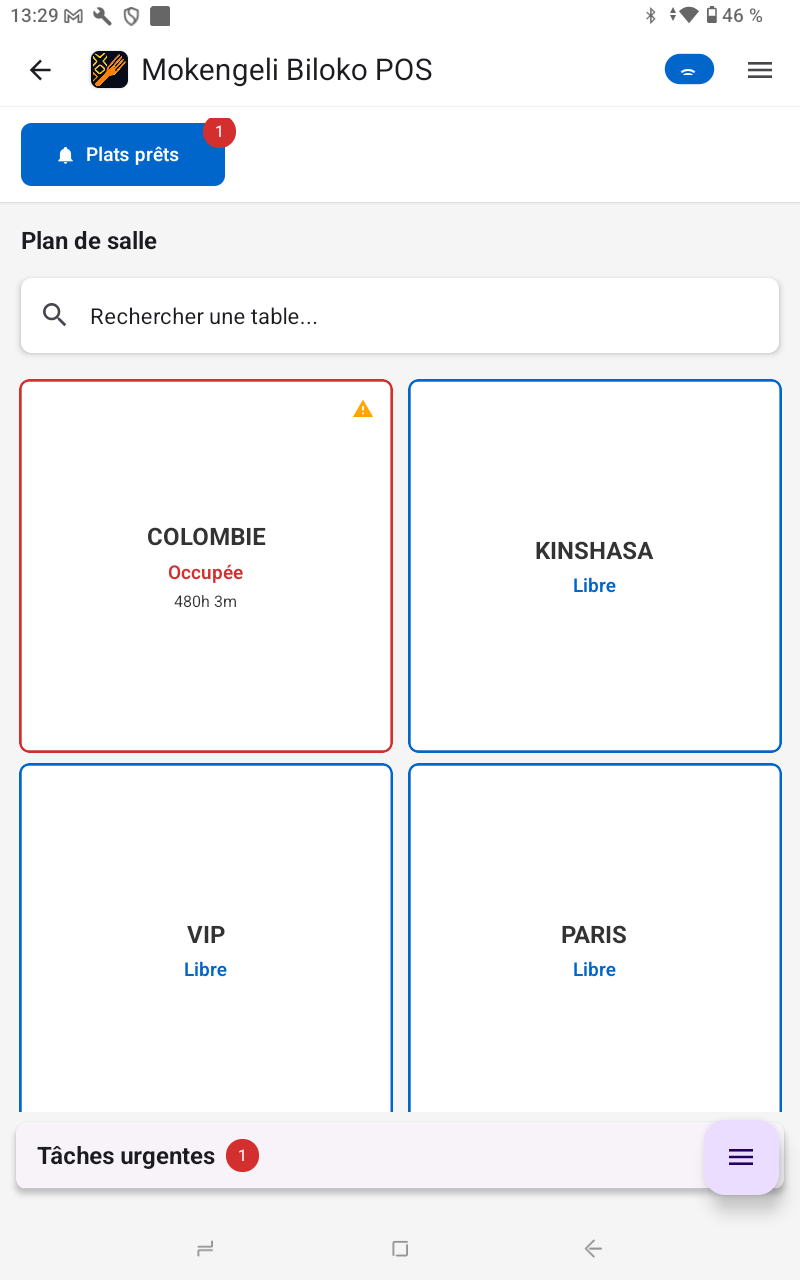 13:29
46 %
Mokengeli Biloko POS
Plats prêts
1
Plan de salle
Rechercher une table...
COLOMBIE
Occupée
480h 3m
KINSHASA
Libre
VIP
Libre
PARIS
Libre
Tâches urgentes
1